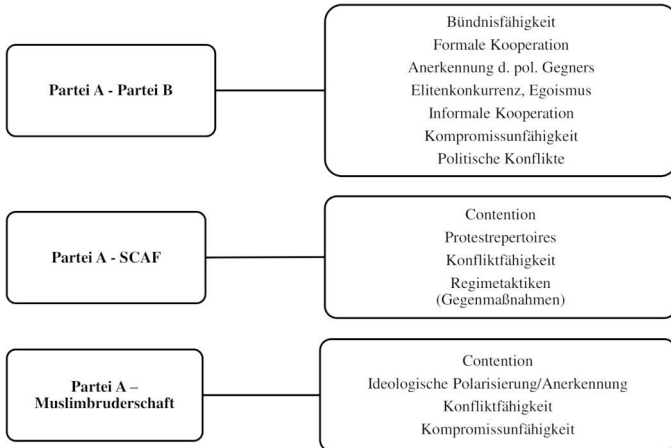 Partei A - Partei B
Bündnisfähigkeit
Formale Kooperation
Anerkennung d. pol. Gegners
Elitenkonkurrenz, Egoismus
Informale Kooperation
Kompromissunfähigkeit
Politische Konflikte
Partei A - SCAF
Contention
Protestrepertoires
Konfliktfähigkeit
Regimetaktiken
(Gegenmaßnahmen)
Partei A –
Muslimbruderschaft
Contention
Ideologische Polarisierung/Anerkennung
Konfliktfähigkeit
Kompromissunfähigkeit